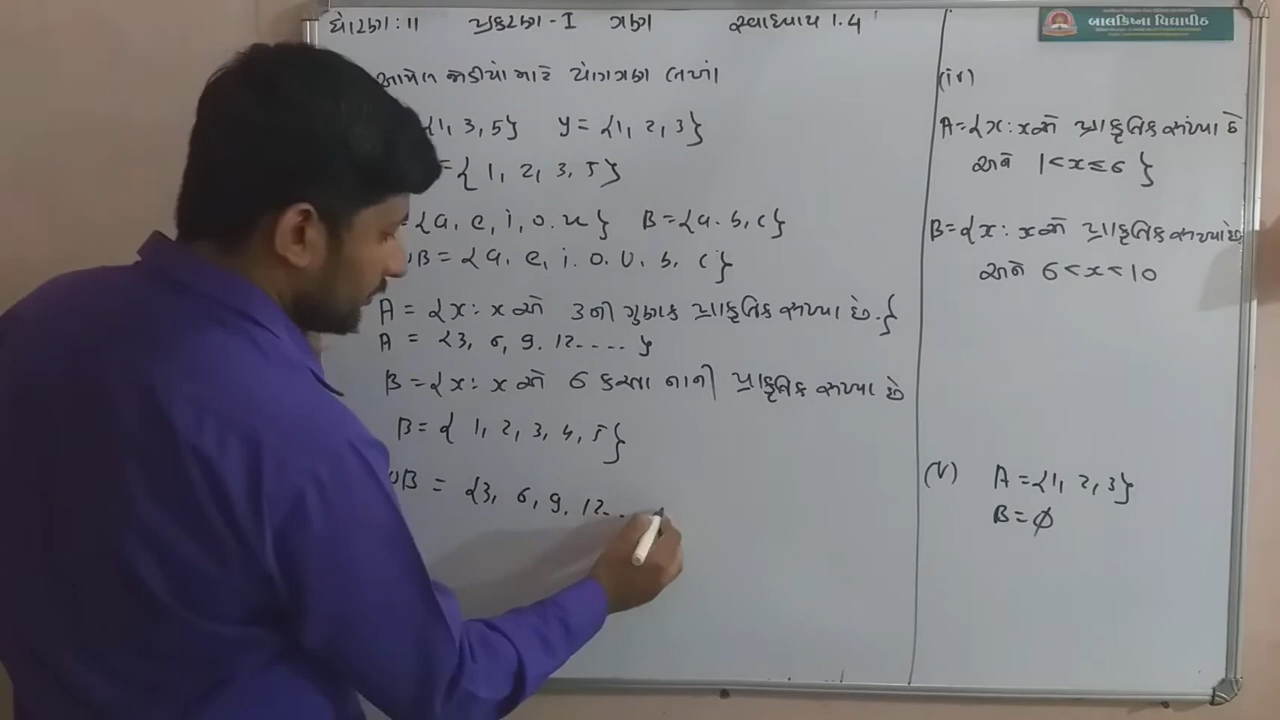 ધોરણ : 11 પ્રકરણ - I ગણ સ્વાધ્યાય 1.4
આપેલ જોડીયો માટે યોગગણ લખો
{1, 3, 5} y = {1, 2, 3}
= { 1, 2, 3, 5 }
= {a, e, i, o. u} B = {a. b, c}
∪B = {a, e, i. o. u. b, c}
A = {x : x એ 3ની ગુણક પ્રાકૃતિક સંખ્યા છે.}
A = {3, 6, 9. 12.....}
B = {x : x એ 6 કરતા નાની પ્રાકૃતિક સંખ્યા છે
B = { 1, 2, 3, 4, 5 }
∪B = {3, 6, 9, 12...
બાલક્રિષ્ના વિદ્યાપીઠ
(iv)
A = {x : x એ પ્રાકૃતિક સંખ્યા છે
અને 1 < x ≤ 6 }
B = {x : x એ પ્રાકૃતિક સંખ્યા છે
અને 6 < x < 10
(V) A = {1, 2, 3}
B = ∅